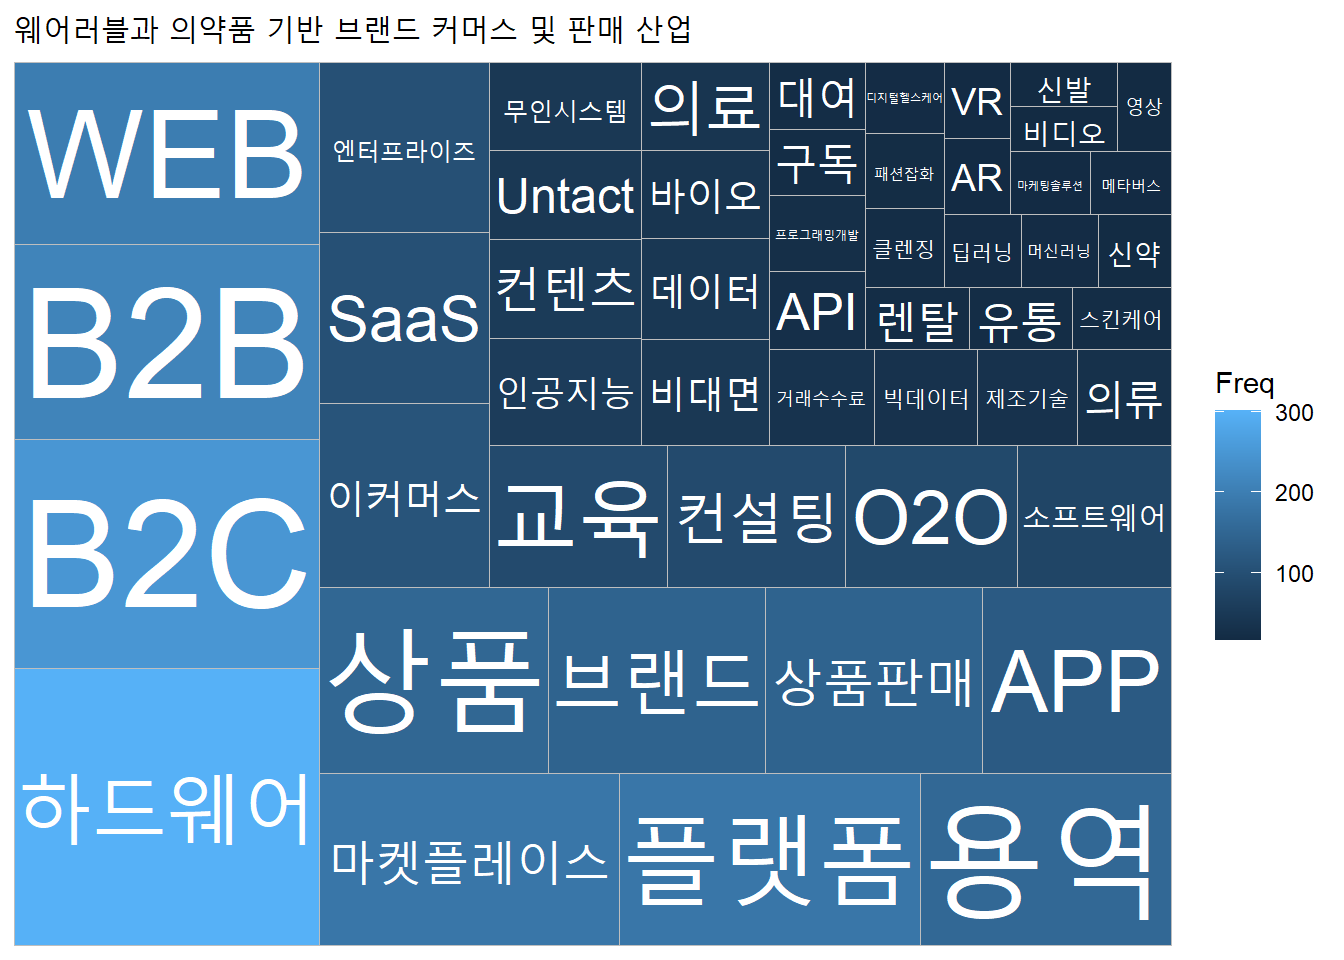 웨어러블과 의약품 기반 브랜드 커머스 및 판매 산업
WEB
B2B
B2C
하드웨어
엔터프라이즈
SaaS
이커머스
무인시스템
Untact
컨텐츠
인공지능
의료
바이오
데이터
비대면
대여
구독
프로그래밍개발
API
디지털헬스케어
패션잡화
클렌징
VR
AR
신발
비디오
영상
마케팅솔루션
메타버스
딥러닝
머신러닝
신약
렌탈
유통
스킨케어
거래수수료
빅데이터
제조기술
의류
교육
컨설팅
O2O
소프트웨어
상품
브랜드
상품판매
APP
마켓플레이스
플랫폼
용역
Freq
300
200
100